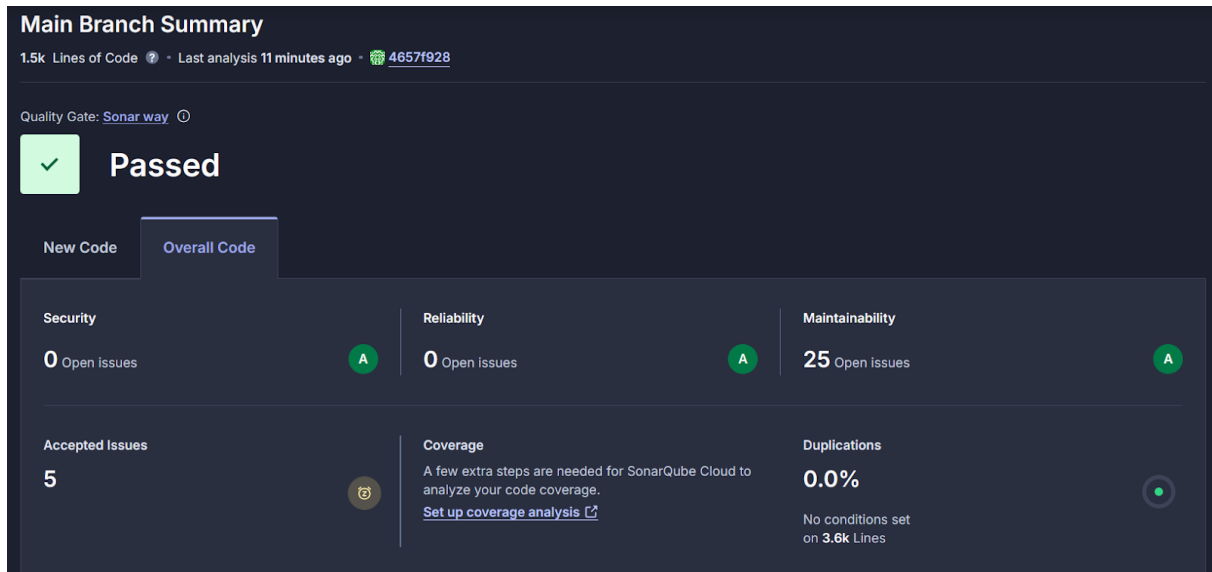 Main Branch Summary
1.5k Lines of Code ? • Last analysis 11 minutes ago • 4657f928
Quality Gate: Sonar way
Passed
New Code
Overall Code
Security
0 Open issues
A
Reliability
0 Open issues
A
Maintainability
25 Open issues
A
Accepted Issues
5
Coverage
A few extra steps are needed for SonarQube Cloud to
analyze your code coverage.
Set up coverage analysis
Duplications
0.0%
No conditions set
on 3.6k Lines